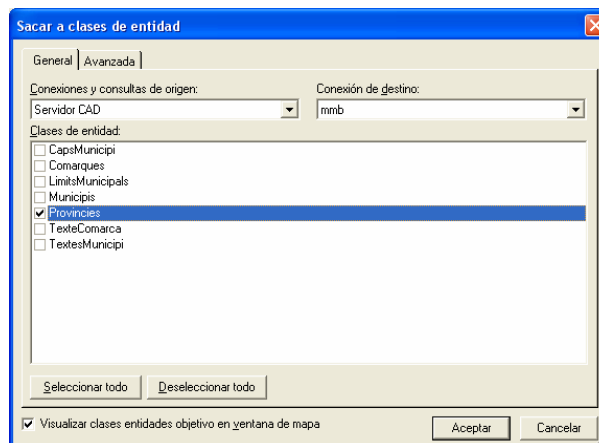 Sacar a clases de entidad
General Avanzada
Conexiones y consultas de origen: Conexión de destino:
Servidor CAD mmb
Clases de entidad:
CapsMunicipi
Comarques
LimitsMunicipals
Municipis
Provincies
TexteComarca
TextesMunicipi
Seleccionar todo Deseleccionar todo
Visualizar clases entidades objetivo en ventana de mapa Aceptar Cancelar